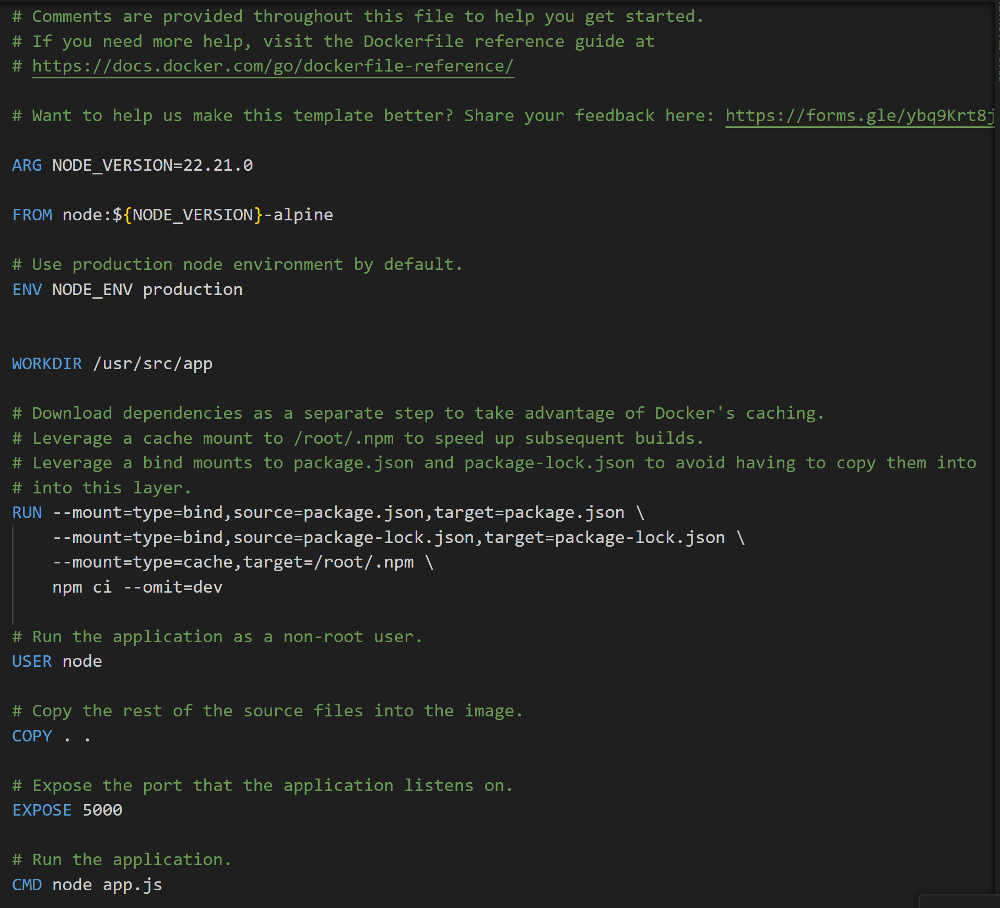 # Comments are provided throughout this file to help you get started.
# If you need more help, visit the Dockerfile reference guide at
# https://docs.docker.com/go/dockerfile-reference/
# Want to help us make this template better? Share your feedback here: https://forms.gle/ybq9Krt8j
ARG NODE_VERSION=22.21.0
FROM node:${NODE_VERSION}-alpine
# Use production node environment by default.
ENV NODE_ENV production
WORKDIR /usr/src/app
# Download dependencies as a separate step to take advantage of Docker's caching.
# Leverage a cache mount to /root/.npm to speed up subsequent builds.
# Leverage a bind mounts to package.json and package-lock.json to avoid having to copy them into
# into this layer.
RUN --mount=type=bind,source=package.json,target=package.json \
    --mount=type=bind,source=package-lock.json,target=package-lock.json \
    --mount=type=cache,target=/root/.npm \
    npm ci --omit=dev
# Run the application as a non-root user.
USER node
# Copy the rest of the source files into the image.
COPY . .
# Expose the port that the application listens on.
EXPOSE 5000
# Run the application.
CMD node app.js